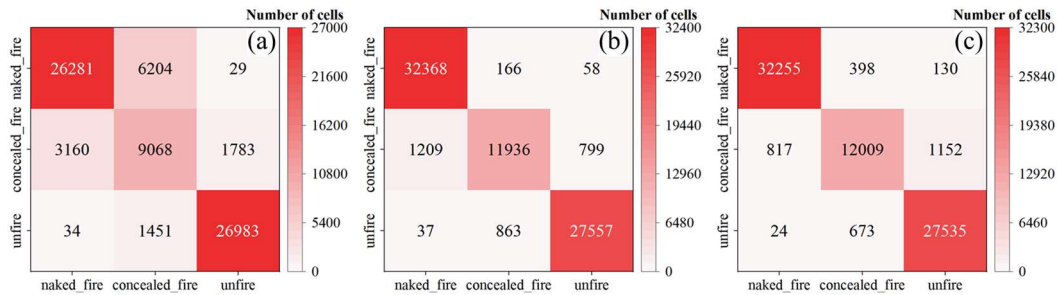 Number of cells
(a)
naked_fire
concealed_fire
unfire
26281 6204 29
3160 9068 1783
34 1451 26983
naked_fire concealed_fire unfire
27000
21600
16200
10800
5400
0
Number of cells
(b)
naked_fire
concealed_fire
unfire
32368 166 58
1209 11936 799
37 863 27557
naked_fire concealed_fire unfire
32400
25920
19440
12960
6480
0
Number of cells
(c)
naked_fire
concealed_fire
unfire
32255 398 130
817 12009 1152
24 673 27535
naked_fire concealed_fire unfire
32300
25840
19380
12920
6460
0